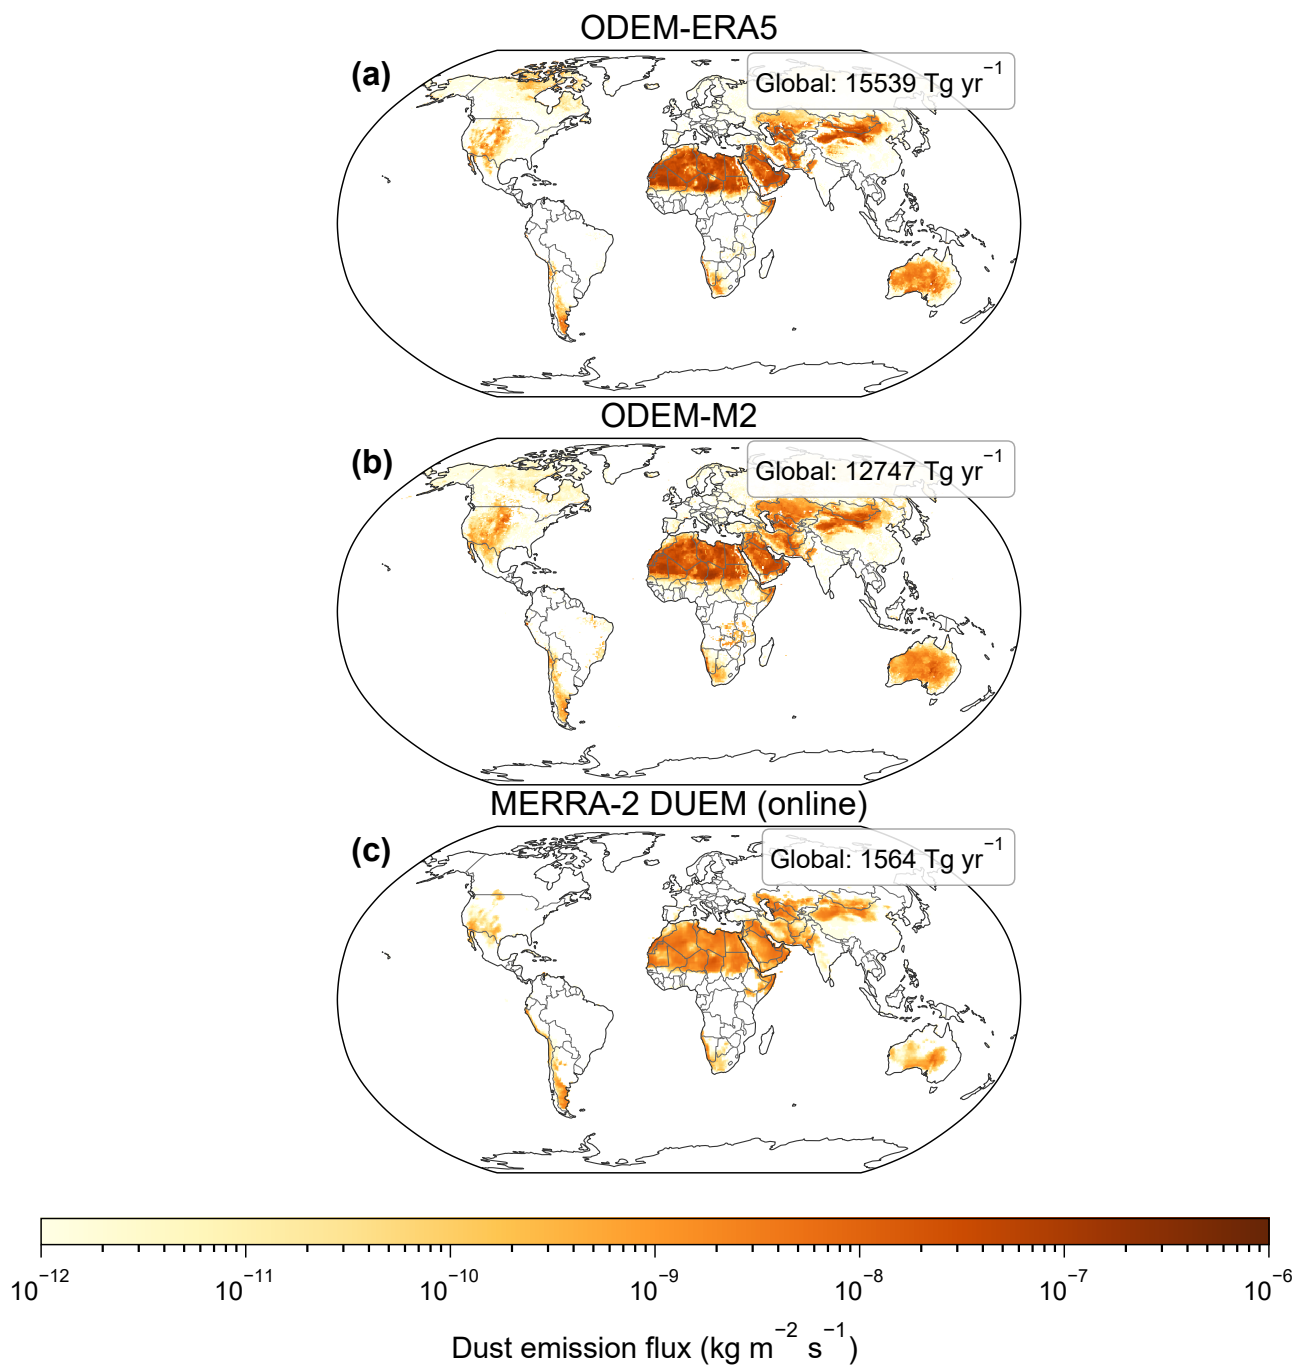 ODEM-ERA5
(a)
Global: 15539 Tg yr⁻¹
ODEM-M2
(b)
Global: 12747 Tg yr⁻¹
MERRA-2 DUEM (online)
(c)
Global: 1564 Tg yr⁻¹
10⁻¹² 10⁻¹¹ 10⁻¹⁰ 10⁻⁹ 10⁻⁸ 10⁻⁷ 10⁻⁶
Dust emission flux (kg m⁻² s⁻¹)